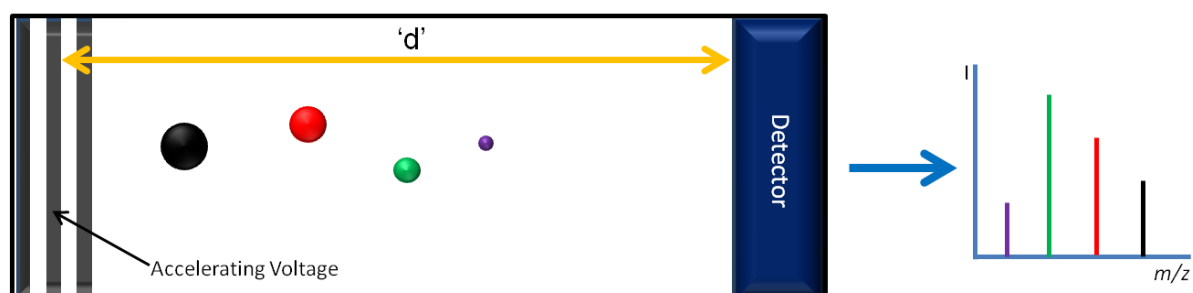 ‘d’
Detector
Accelerating Voltage
I
m/z